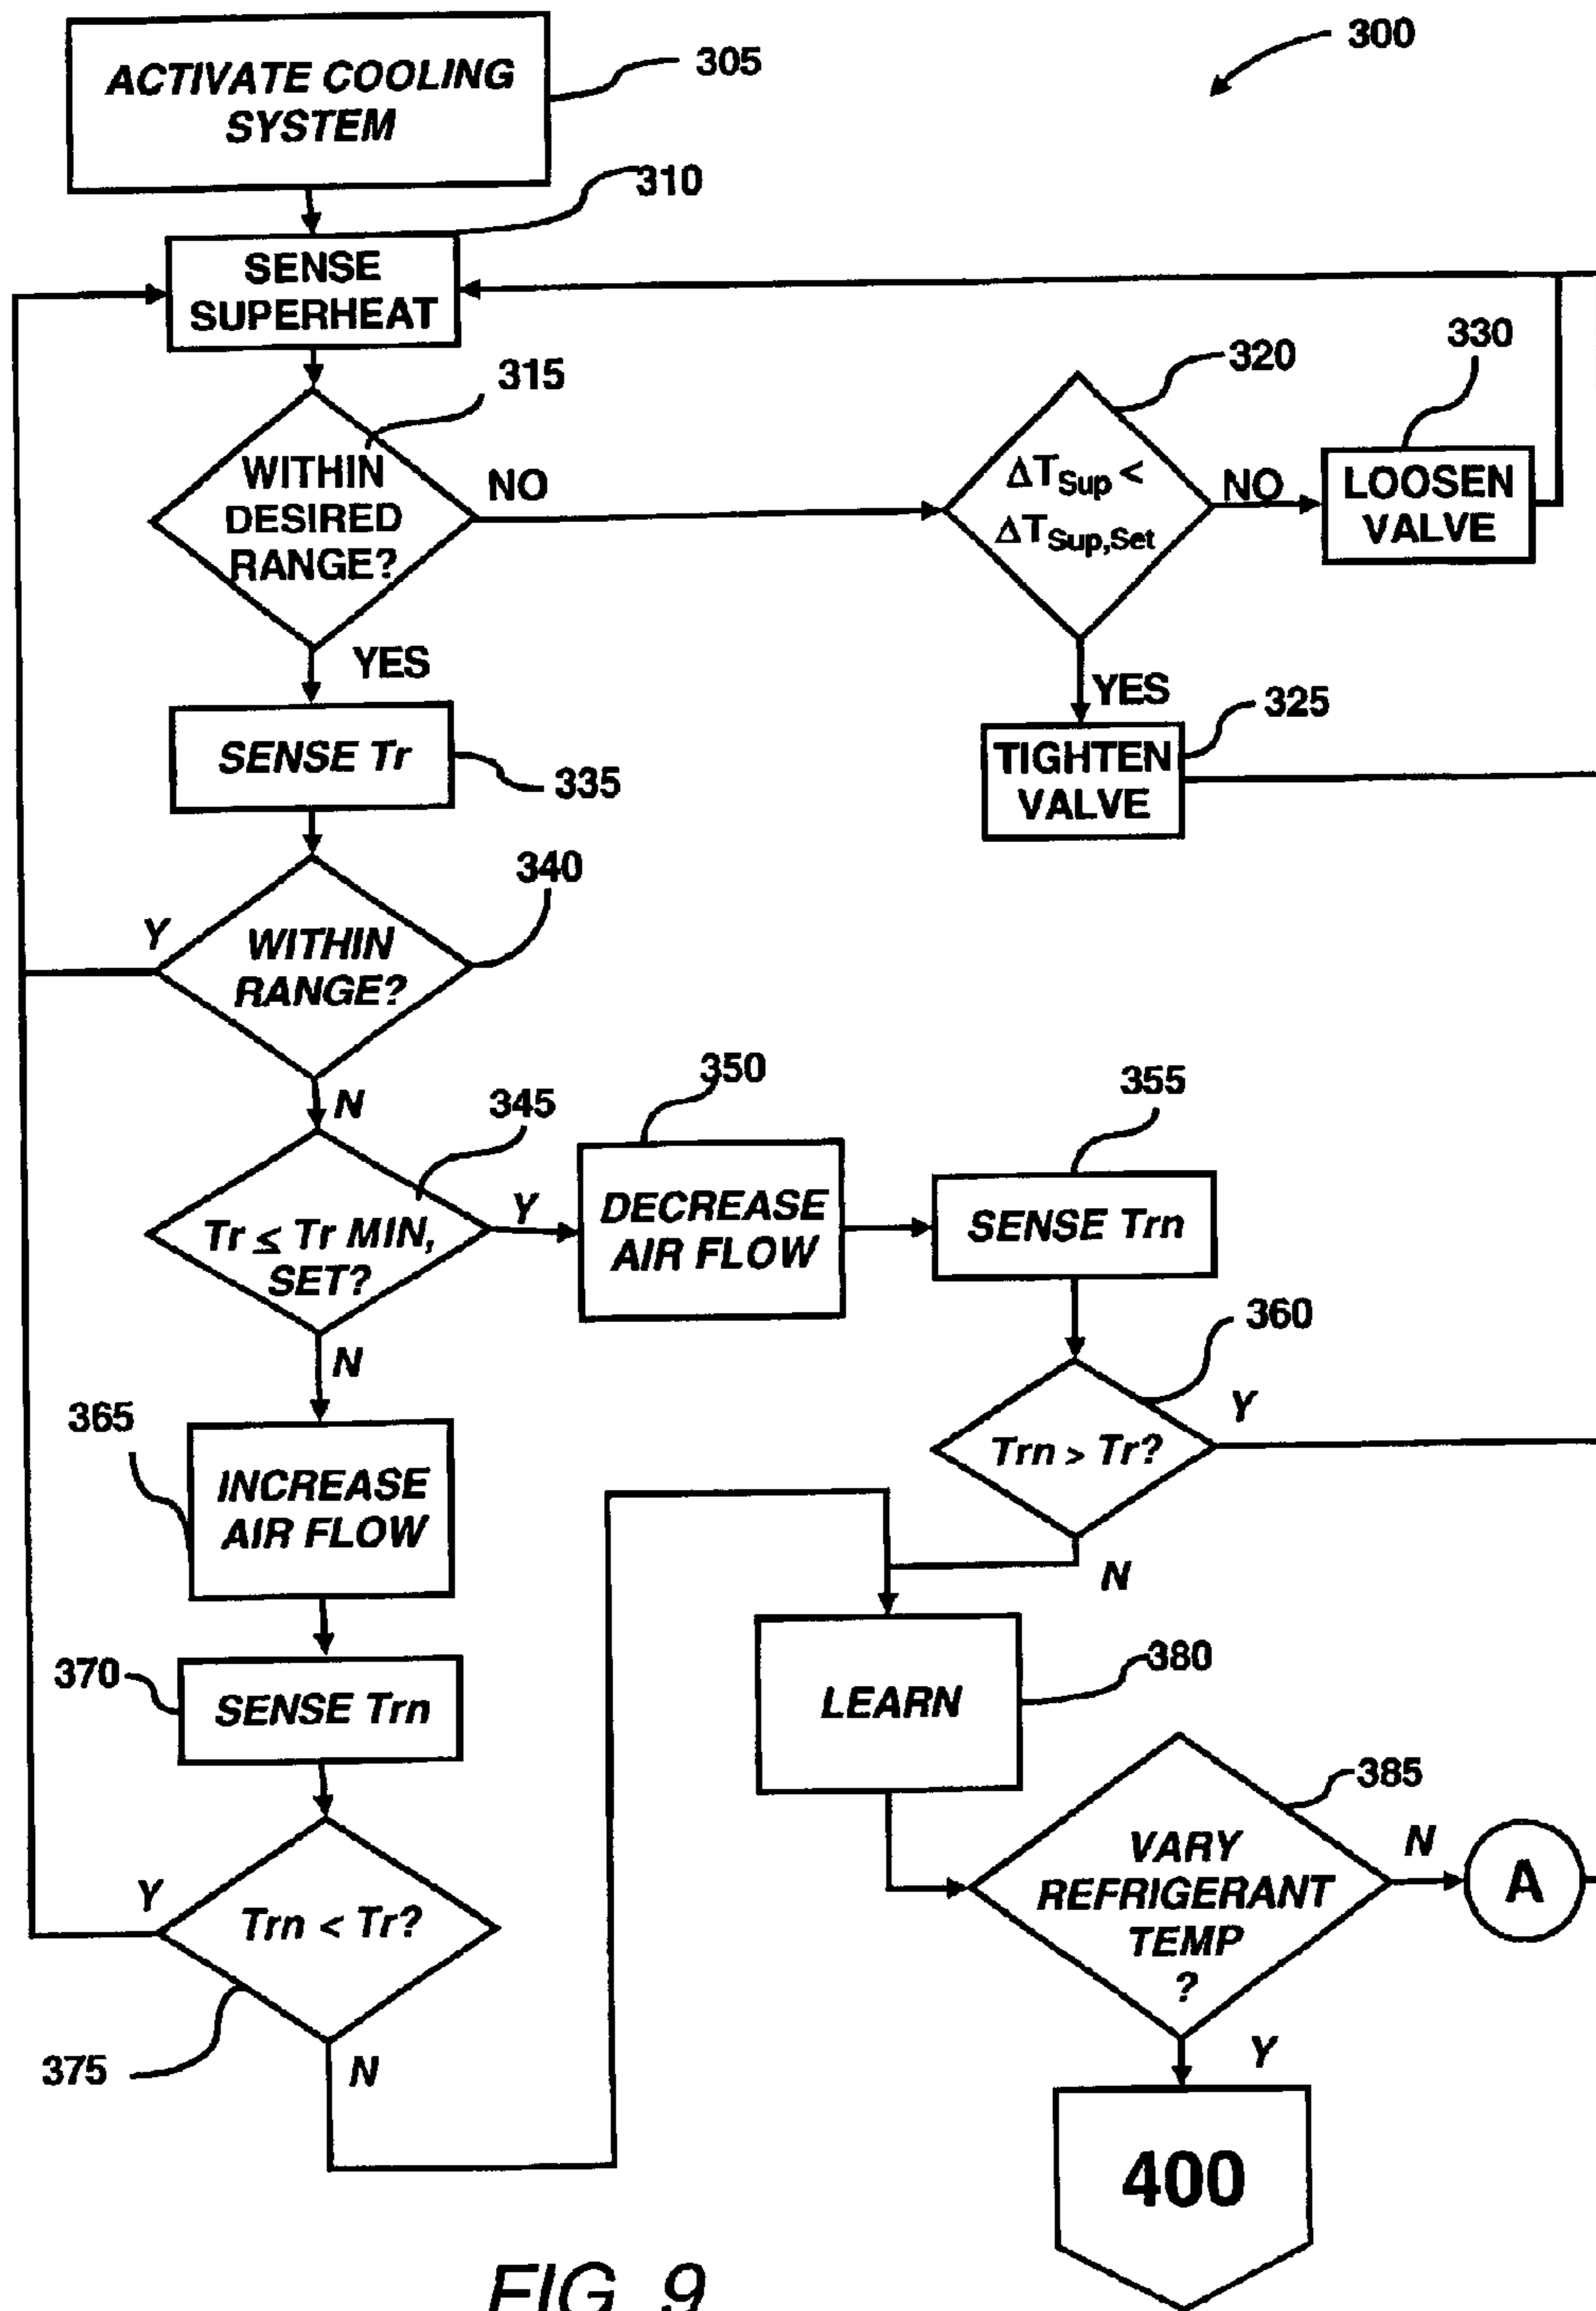 300
ACTIVATE COOLING
SYSTEM
305
310
SENSE
SUPERHEAT
315
WITHIN
DESIRED
RANGE?
NO
320
ΔTSup <
ΔTSup,Set
NO
330
LOOSEN
VALVE
YES
YES
325
TIGHTEN
VALVE
SENSE Tr
335
340
WITHIN
RANGE?
Y
N
345
Tr ≤ Tr MIN,
SET?
Y
350
DECREASE
AIR FLOW
355
SENSE Trn
360
Trn > Tr?
Y
N
N
365
INCREASE
AIR FLOW
370
SENSE Trn
Trn < Tr?
Y
375
N
LEARN
380
385
VARY
REFRIGERANT
TEMP
?
N
A
Y
400
FIG. 9